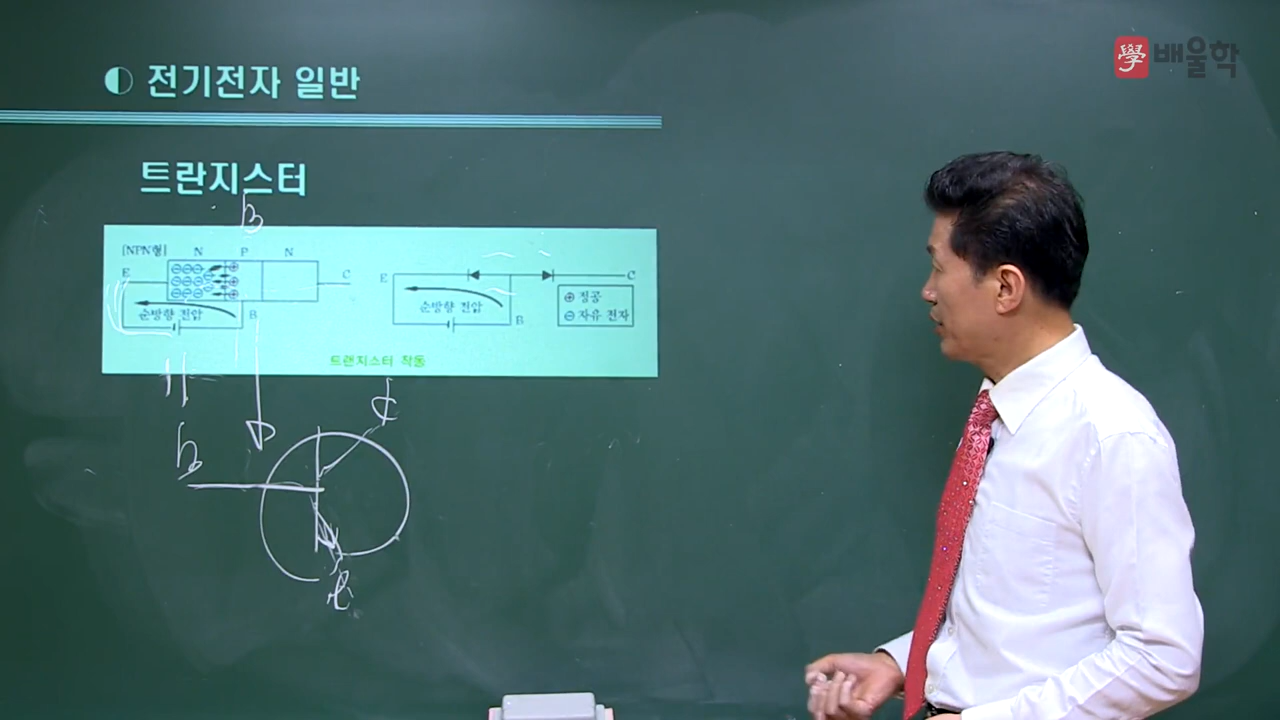 전기전자 일반
學 배울학
트란지스터
B
[NPN형] N P N
E C E C
순방향 전압 B 순방향 전압 B
⊕ 정공
⊖ 자유 전자
트랜지스터 작동
C
b
E